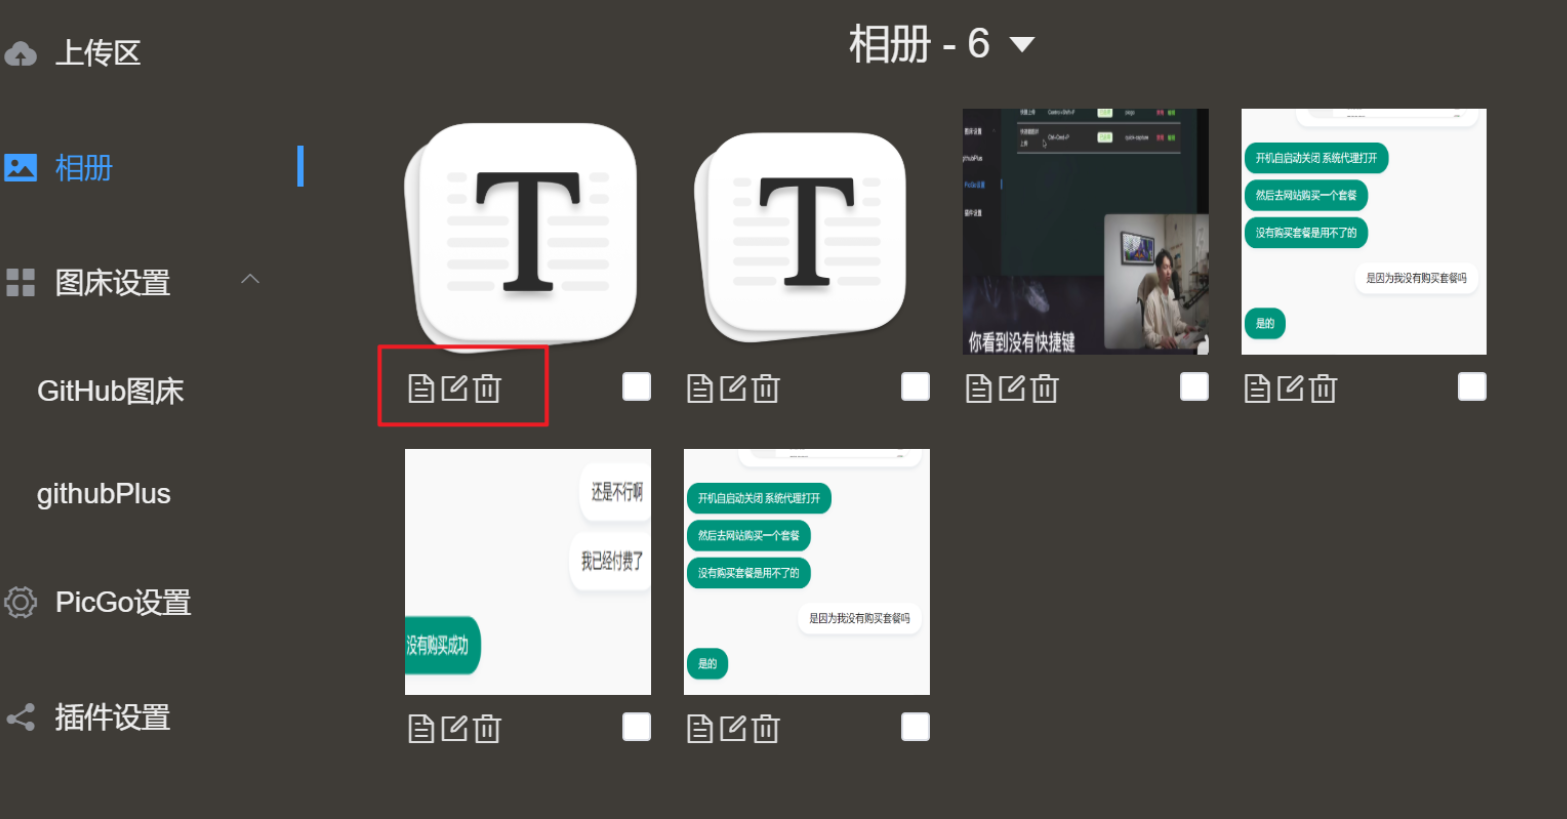 上传区
相册 - 6
相册
图床设置
GitHub图床
githubPlus
PicGo设置
插件设置
T
T
你看到没有快捷键
开机自启动关闭 系统代理打开
然后去网站购买一个套餐
没有购买套餐是用不了的
是因为我没有购买套餐吗
是的
还是不行啊
我已经付费了
没有购买成功
开机自启动关闭 系统代理打开
然后去网站购买一个套餐
没有购买套餐是用不了的
是因为我没有购买套餐吗
是的